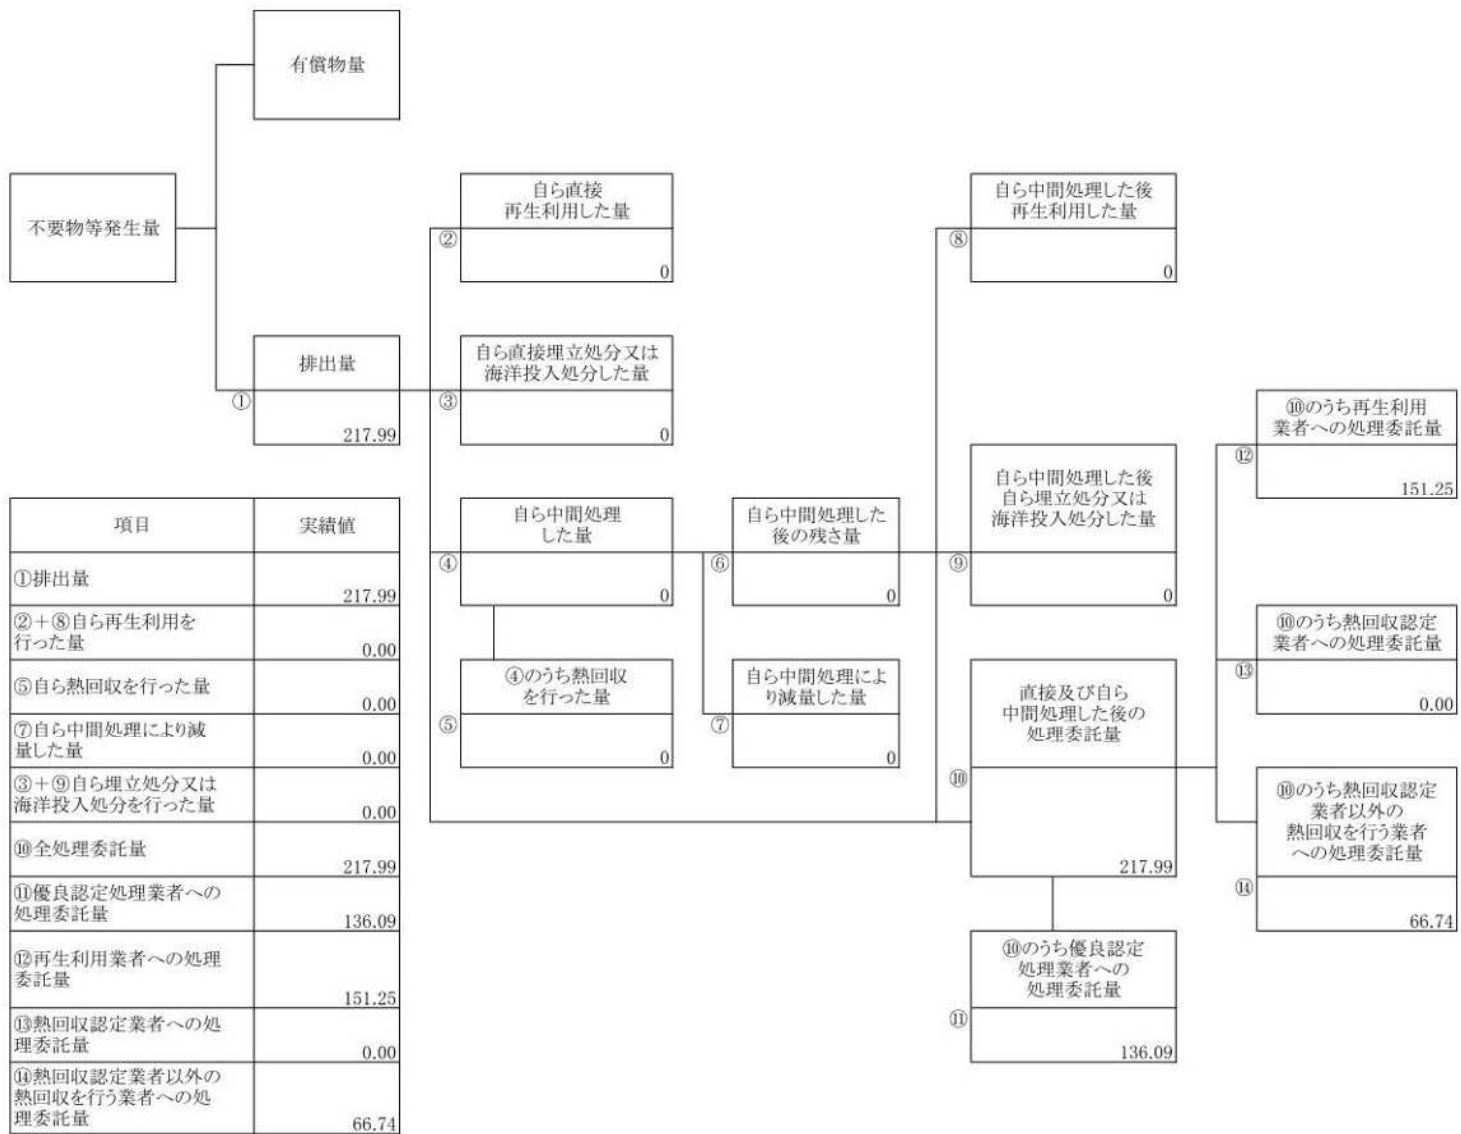 有償物量
不要物等発生量
排出量
①
217.99
自ら直接
再生利用した量
②
0
自ら直接埋立処分又は
海洋投入処分した量
③
0
自ら中間処理
した量
④
0
④のうち熱回収
を行った量
⑤
0
自ら中間処理した
後の残さ量
⑥
0
自ら中間処理によ
り減量した量
⑦
0
自ら中間処理した後
再生利用した量
⑧
0
自ら中間処理した後
自ら埋立処分又は
海洋投入処分した量
⑨
0
直接及び自ら
中間処理した後の
処理委託量
⑩
217.99
⑩のうち優良認定
処理業者への
処理委託量
⑪
136.09
⑩のうち再生利用
業者への処理委託量
⑫
151.25
⑩のうち熱回収認定
業者への処理委託量
⑬
0.00
⑩のうち熱回収認定
業者以外の
熱回収を行う業者
への処理委託量
⑭
66.74
項目 実績値
①排出量
217.99
②+⑧自ら再生利用を
行った量
0.00
⑤自ら熱回収を行った量
0.00
⑦自ら中間処理により減
量した量
0.00
③+⑨自ら埋立処分又は
海洋投入処分を行った量
0.00
⑩全処理委託量
217.99
⑪優良認定処理業者への
処理委託量
136.09
⑫再生利用業者への処理
委託量
151.25
⑬熱回収認定業者への処
理委託量
0.00
⑭熱回収認定業者以外の
熱回収を行う業者への処
理委託量
66.74